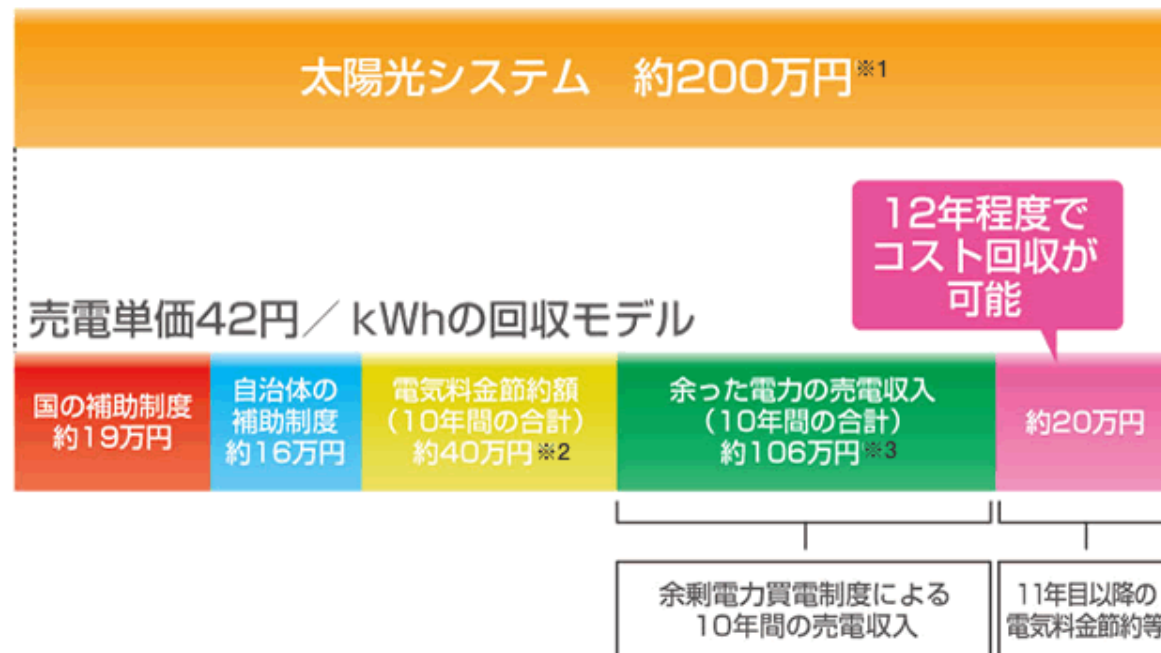 太陽光システム 約200万円※1
12年程度で
コスト回収が
可能
売電単価42円／kWhの回収モデル
国の補助制度
約19万円
自治体の
補助制度
約16万円
電気料金節約額
（10年間の合計）
約40万円※2
余った電力の売電収入
（10年間の合計）
約106万円※3
約20万円
余剰電力買電制度による
10年間の売電収入
11年目以降の
電気料金節約等